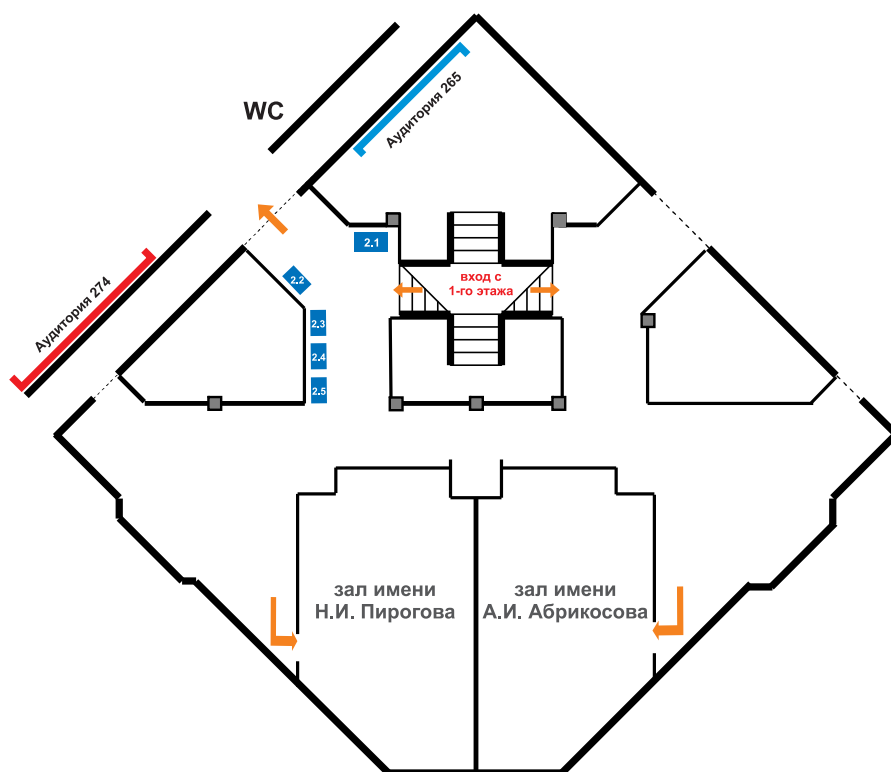 Аудитория 265
WC
2.1
вход с
1-го этажа
2.2
Аудитория 274
2.3
2.4
2.5
зал имени
Н.И. Пирогова
зал имени
А.И. Абрикосова